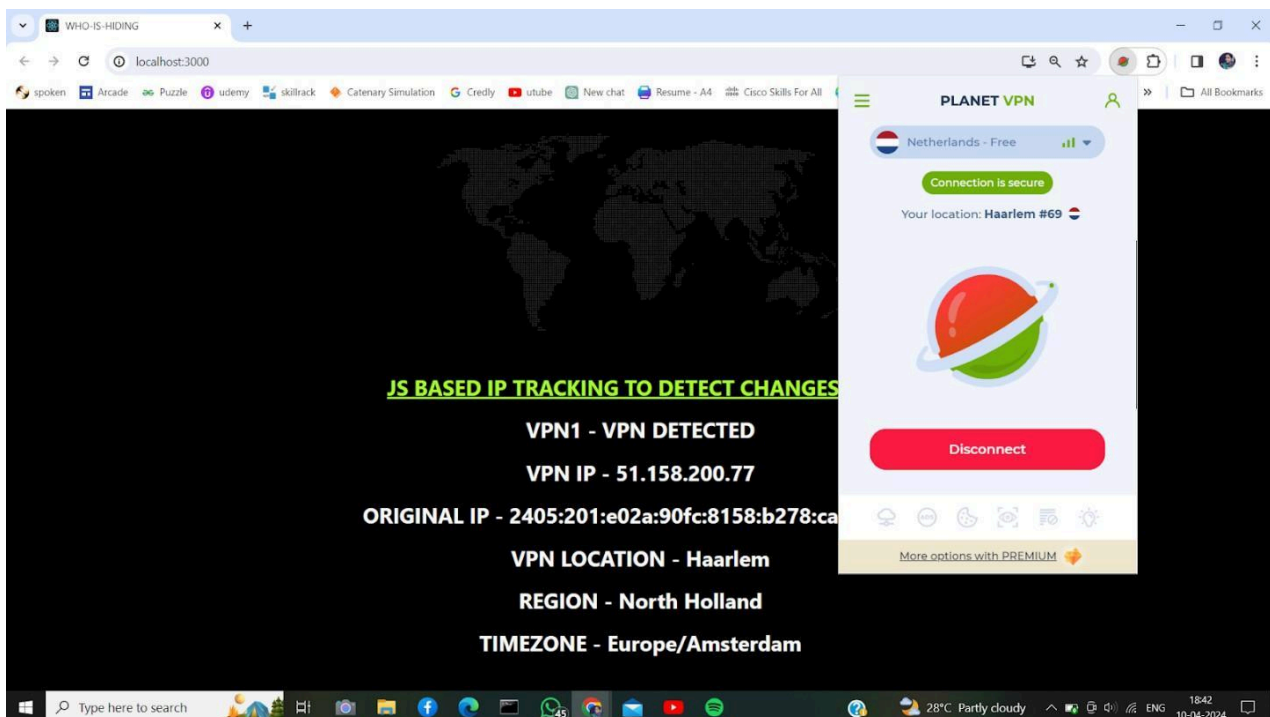 WHO-IS-HIDING
localhost:3000
spoken Arcade Puzzle udemy skillrack Catenary Simulation Credly utube New chat Resume - A4 Cisco Skills For All » All Bookmarks
PLANET VPN
Netherlands - Free
Connection is secure
Your location: Haarlem #69
Disconnect
More options with PREMIUM
JS BASED IP TRACKING TO DETECT CHANGES
VPN1 - VPN DETECTED
VPN IP - 51.158.200.77
ORIGINAL IP - 2405:201:e02a:90fc:8158:b278:ca
VPN LOCATION - Haarlem
REGION - North Holland
TIMEZONE - Europe/Amsterdam
Type here to search 45 28°C Partly cloudy ENG 18:42
10-04-2024